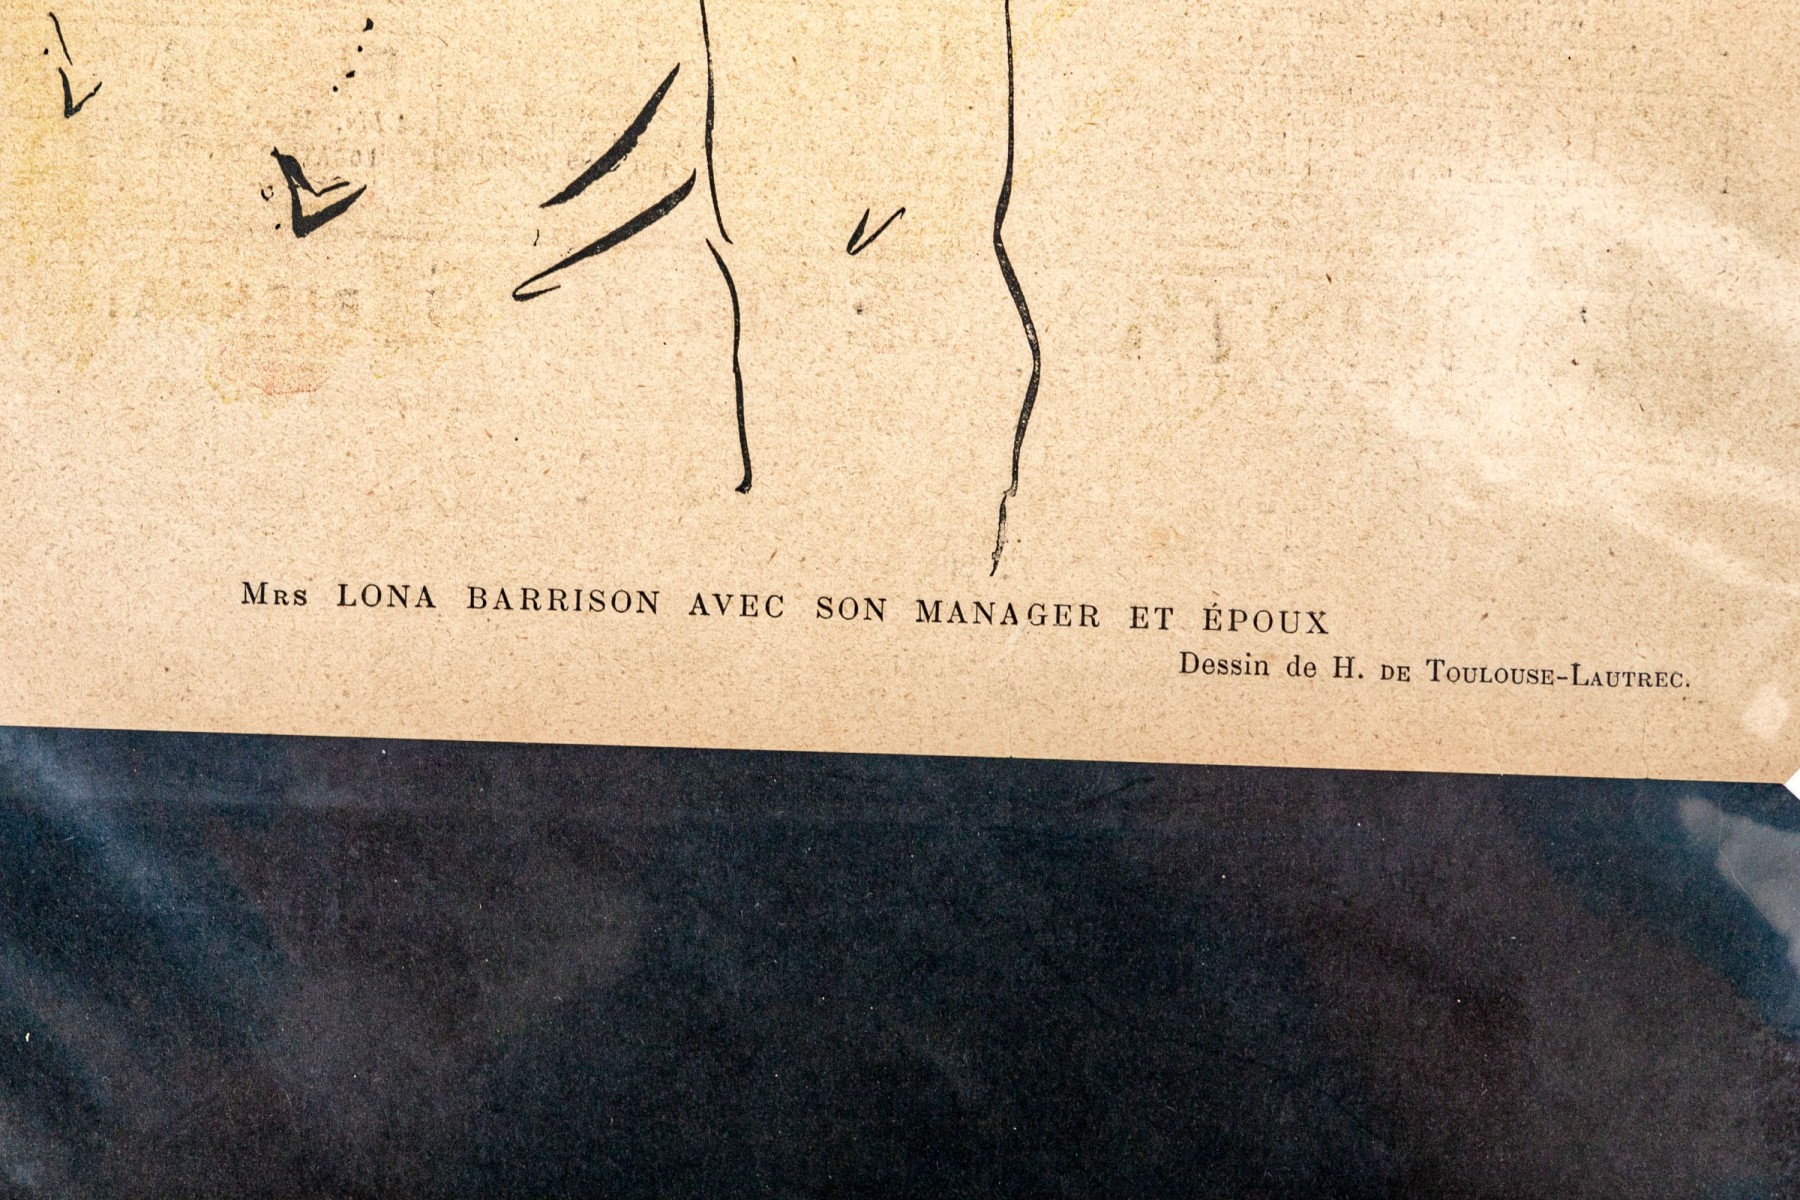 Mrs LONA BARRISON AVEC SON MANAGER ET ÉPOUX
Dessin de H. DE TOULOUSE-LAUTREC.